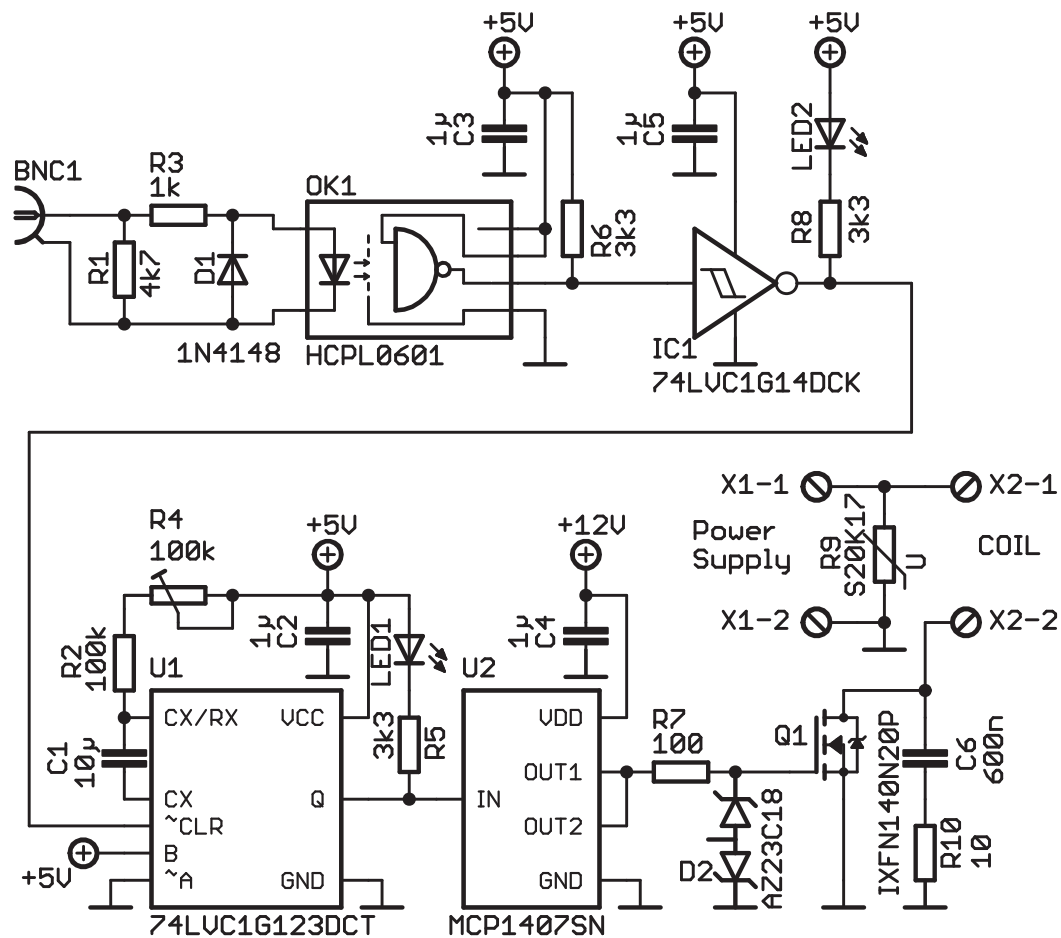 +5V
+5V
+5V
1µ
C3
1µ
C5
LED2
BNC1
R3
1k
OK1
R1
4k7
D1
R6
3k3
R8
3k3
1N4148
HCPL0601
IC1
74LVC1G14DCK
X1-1
X2-1
R4
100k
+5V
+12V
Power
Supply
R9
S20K17
U
COIL
R2
100k
1µ
C2
LED1
1µ
C4
X1-2
X2-2
U1
U2
CX/RX
VCC
3k3
R5
VDD
R7
100
Q1
IXFN140N20P
C6
600n
C1
10µ
OUT1
CX
Q
IN
~CLR
OUT2
AZ23C18
R10
10
B
+5V
~A
GND
GND
D2
74LVC1G123DCT
MCP1407SN